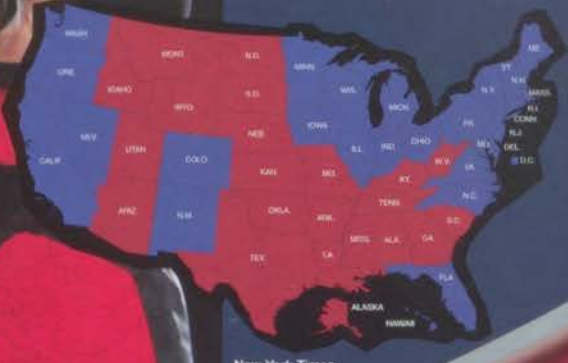 WASH.
MONT.
N.D.
MINN.
ME.
ORE.
IDAHO
S.D.
WIS.
VT.
N.H.
N.Y.
MASS.
WYO.
MICH.
R.I.
CONN.
IOWA
PA.
N.J.
NEV.
NEB.
ILL.
IND.
OHIO
MD.
DEL.
D.C.
CALIF.
UTAH
COLO.
W.V.
VA.
KAN.
MO.
KY.
N.C.
ARIZ.
N.M.
OKLA.
ARK.
TENN.
S.C.
MISS.
ALA.
GA.
TEX.
LA.
FLA.
ALASKA
HAWAII
New York Times